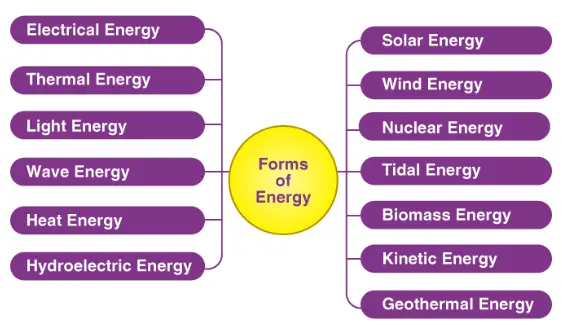 Electrical Energy
Thermal Energy
Light Energy
Wave Energy
Heat Energy
Hydroelectric Energy
Forms
of
Energy
Solar Energy
Wind Energy
Nuclear Energy
Tidal Energy
Biomass Energy
Kinetic Energy
Geothermal Energy